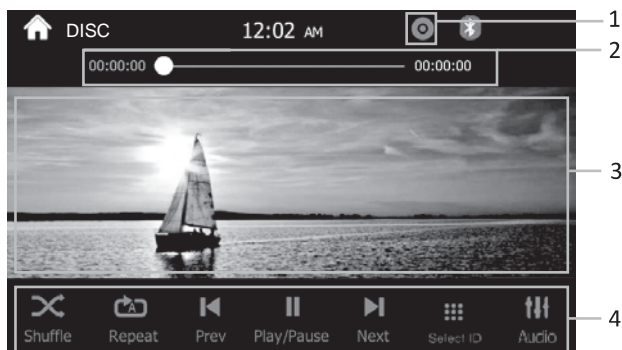 DISC 12:02 AM 1
00:00:00 00:00:00 2
3
A
Shuffle Repeat Prev Play/Pause Next Select ID Audio 4